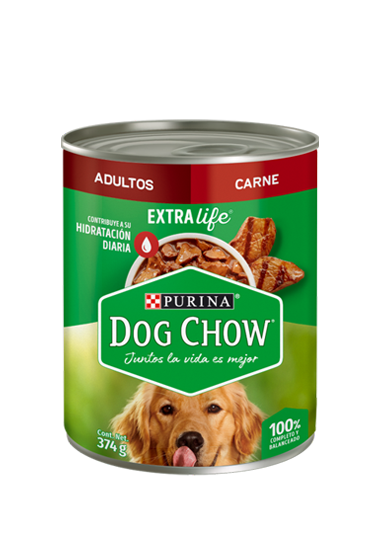 ADULTOS
CARNE
EXTRA life®
CONTRIBUYE A SU
HIDRATACIÓN
DIARIA
PURINA®
DOG CHOW®
Juntos la vida es mejor
Cont. Net.
374 g
100%
COMPLETO Y
BALANCEADO